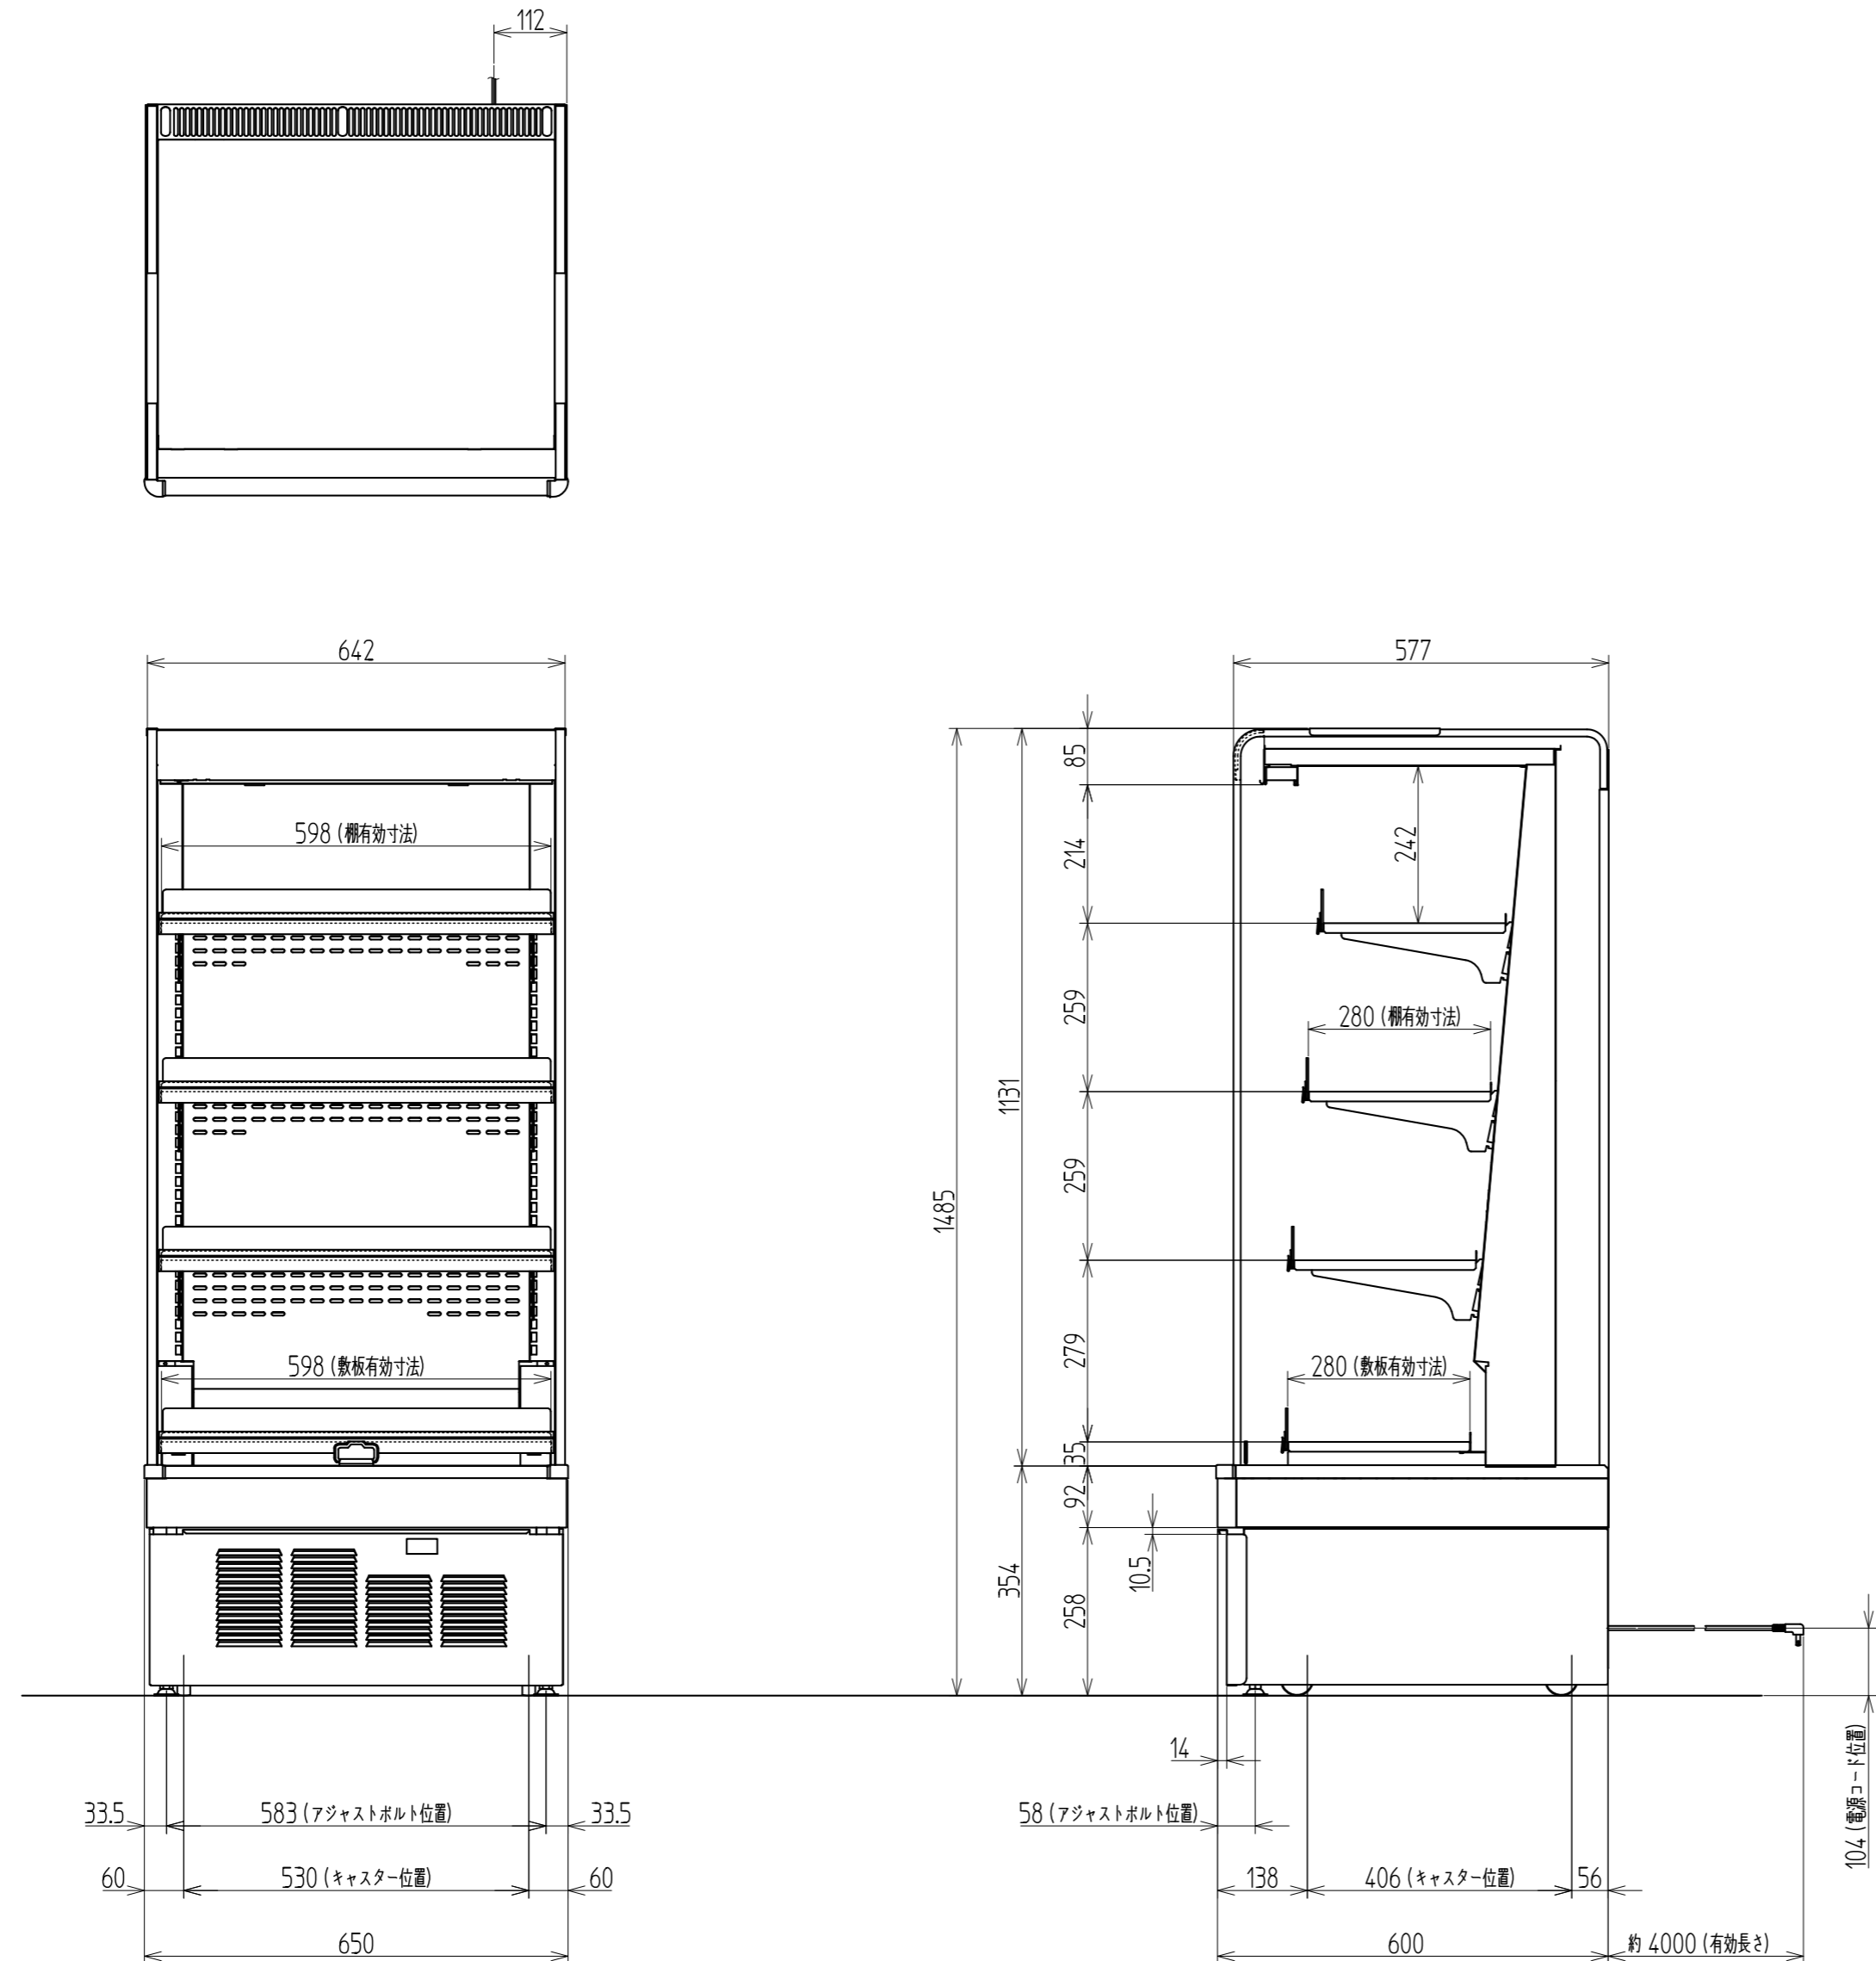 112
642
577
85
598 (棚有効寸法)
214
242
259
280 (棚有効寸法)
1131
259
1485
279
598 (敷板有効寸法)
280 (敷板有効寸法)
35
92
10.5
354
258
14
104 (電源コード位置)
33.5
583 (アジャストボルト位置)
33.5
58 (アジャストボルト位置)
60
530 (キャスター位置)
60
138
406 (キャスター位置)
56
650
600
約 4000 (有効長さ)